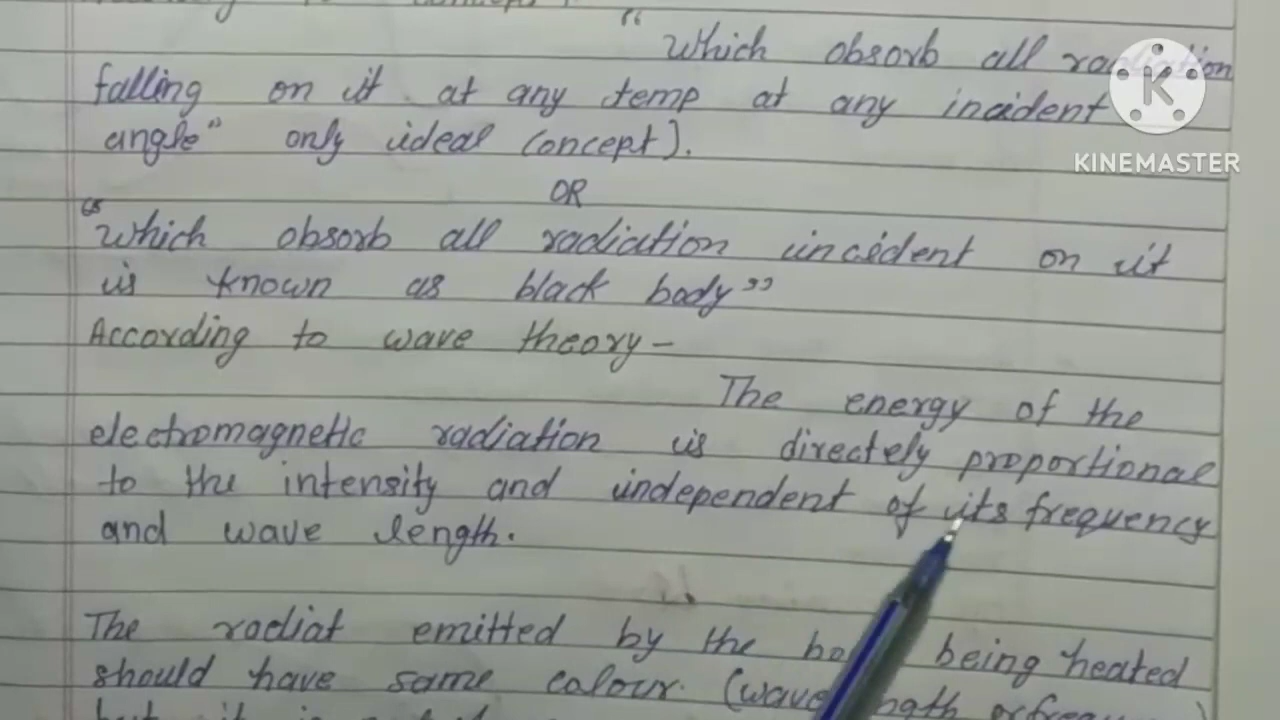 "Which absorb all radiation
falling on it at any temp at any incident
angle" only ideal concept).
OR
"Which absorb all radiation incident on it
is known as black body"
According to wave theory -
The energy of the
electromagnetic radiation is directely proportional
to the intensity and independent of its frequency
and wave length.
The radiat emitted by the being heated
should have same colour. (wave
KINEMASTER